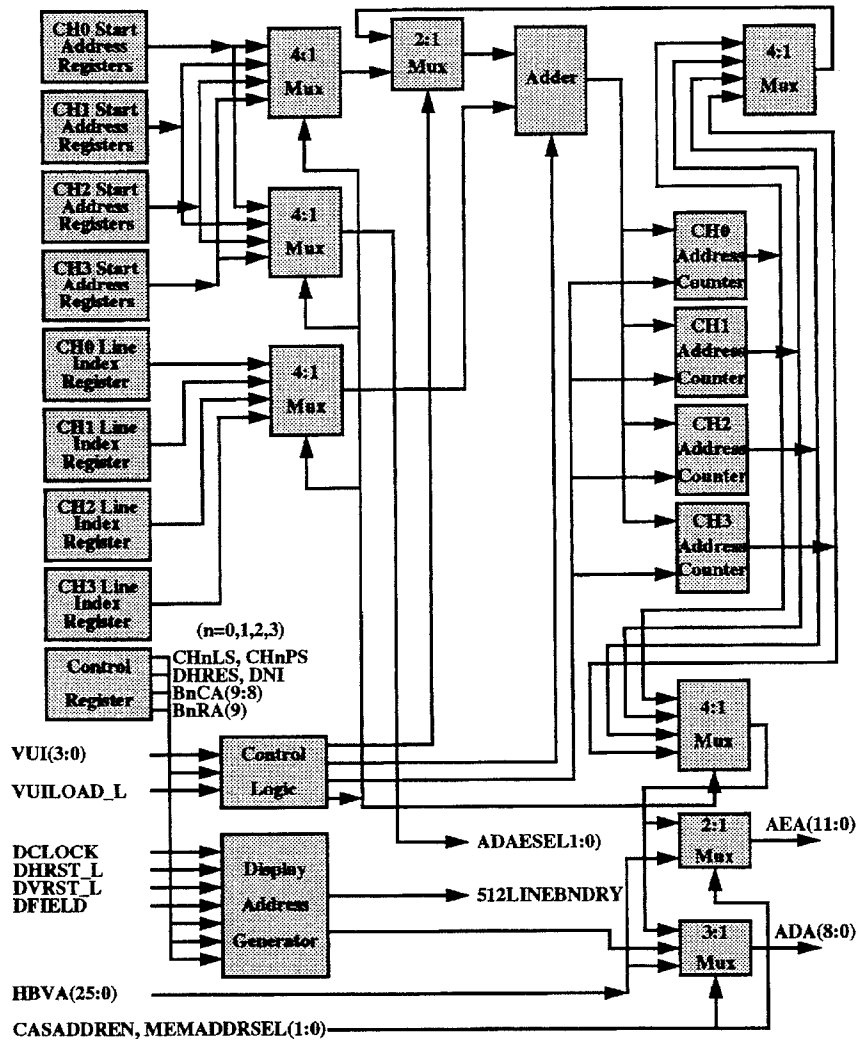 CH0 Start
Address
Registers
CH1 Start
Address
Registers
CH2 Start
Address
Registers
CH3 Start
Address
Registers
CH0 Line
Index
Register
CH1 Line
Index
Register
CH2 Line
Index
Register
CH3 Line
Index
Register
4:1
Mux
4:1
Mux
4:1
Mux
2:1
Mux
Adder
4:1
Mux
CH0
Address
Counter
CH1
Address
Counter
CH2
Address
Counter
CH3
Address
Counter
(n=0,1,2,3)
Control
Register
CHnLS, CHnPS
DHRES, DNI
BnCA(9:8)
BnRA(9)
VUI(3:0)
VUILOAD_L
Control
Logic
4:1
Mux
DCLOCK
DHRST_L
DVRST_L
DFIELD
Display
Address
Generator
ADAESEL1:0)
512LINEBNDRY
2:1
Mux
AEA(11:0)
3:1
Mux
ADA(8:0)
HBVA(25:0)
CASADDREN, MEMADDRSEL(1:0)